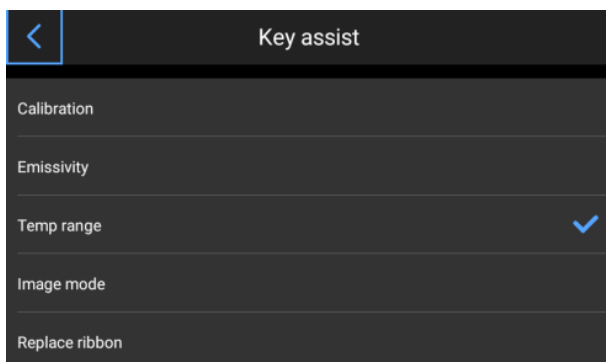 Key assist
Calibration
Emissivity
Temp range
Image mode
Replace ribbon